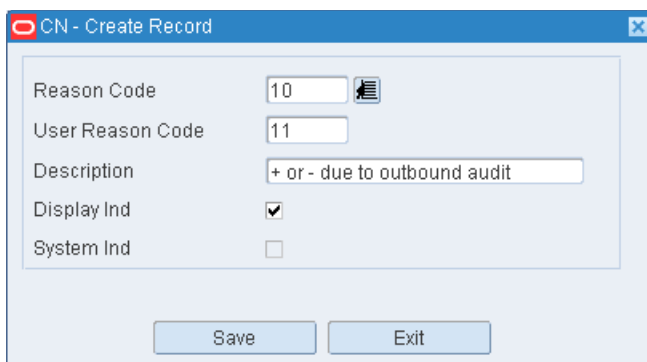 CN - Create Record
Reason Code 10
User Reason Code 11
Description + or - due to outbound audit
Display Ind
System Ind
Save Exit